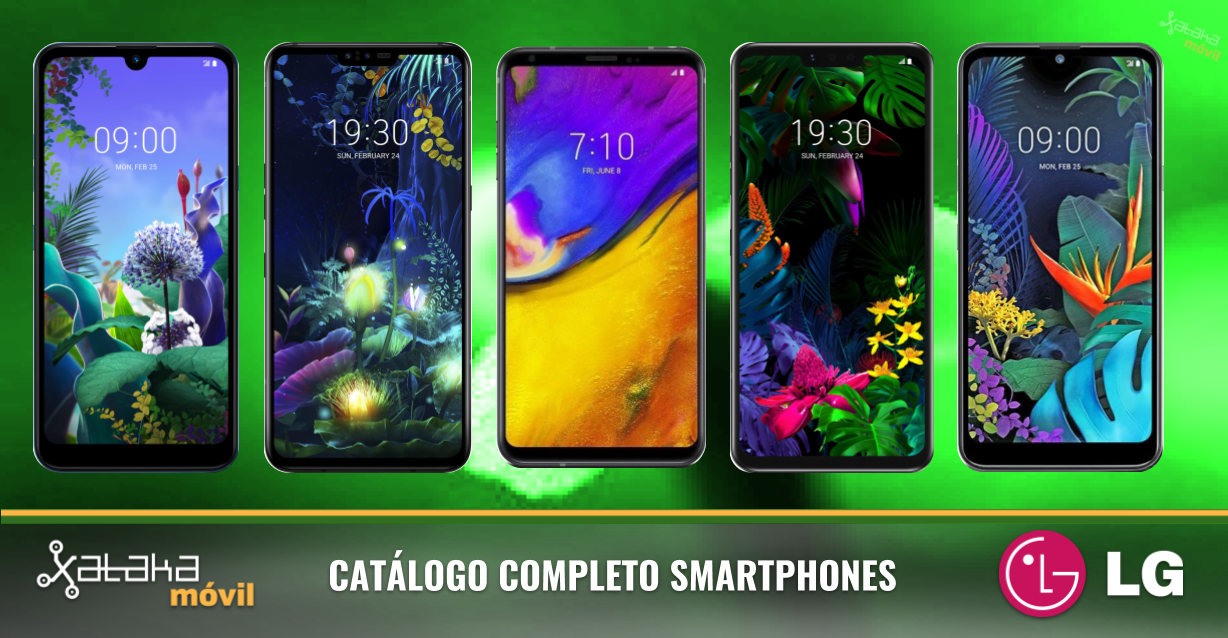 xataka
móvil
09:00
MON, FEB 25
19:30
SUN, FEBRUARY 24
7:10
FRI, JUNE 8
19:30
SUN, FEBRUARY 24
09:00
MON, FEB 25
xataka
móvil
CATÁLOGO COMPLETO SMARTPHONES
LG